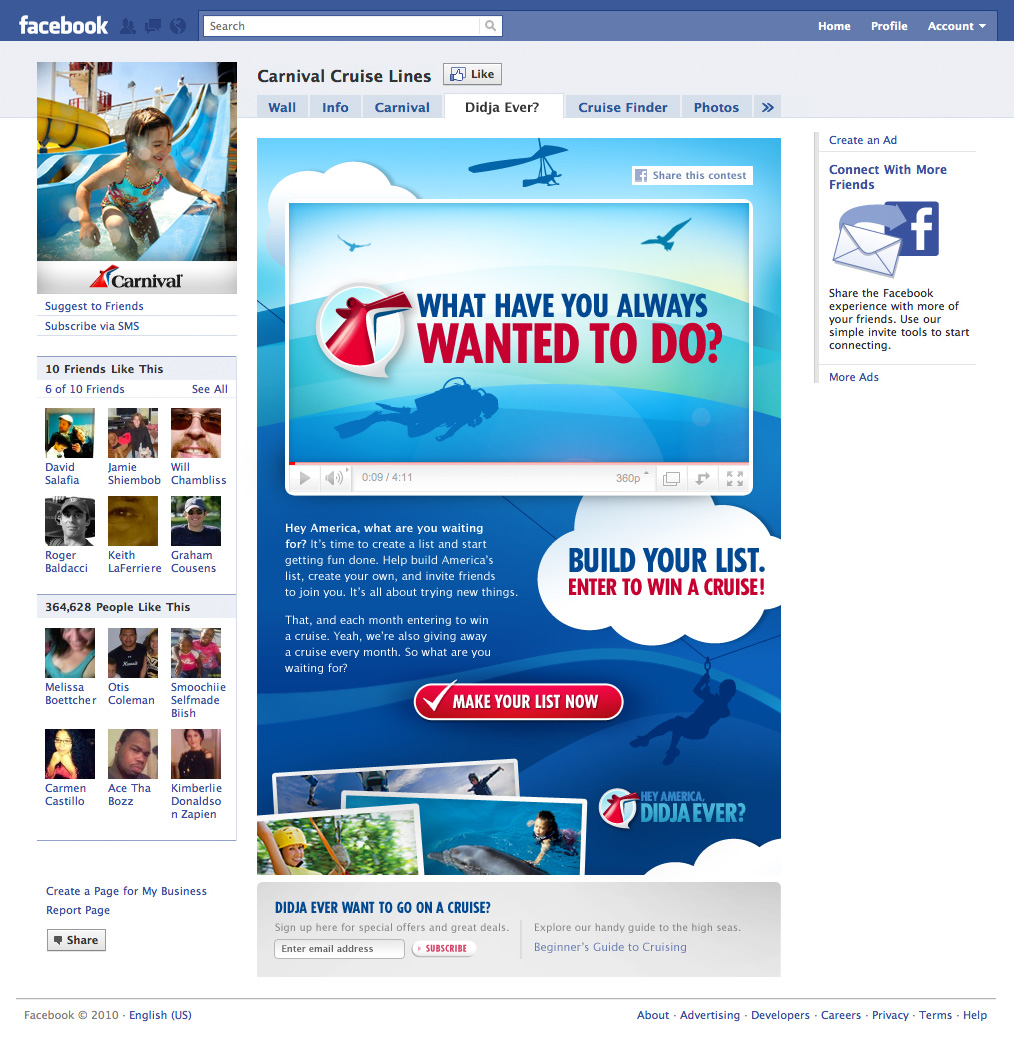 facebook
Search
Home Profile Account
Carnival Cruise Lines
Like
Wall Info Carnival Didja Ever? Cruise Finder Photos »
Carnival
Suggest to Friends
Subscribe via SMS
10 Friends Like This
6 of 10 Friends See All
David Salafia
Jamie Shiembob
Will Chambliss
Roger Baldacci
Keith LaFerriere
Graham Cousens
364,628 People Like This
Melissa Boettcher
Otis Coleman
Smoochiie Selfmade Biish
Carmen Castillo
Ace Tha Bozz
Kimberlie Donaldson Zapien
Create a Page for My Business
Report Page
Share
Share this contest
WHAT HAVE YOU ALWAYS
WANTED TO DO?
0:09 / 4:11 360p
Hey America, what are you waiting
for? It's time to create a list and start
getting fun done. Help build America's
list, create your own, and invite friends
to join you. It's all about trying new things.
That, and each month entering to win
a cruise. Yeah, we're also giving away
a cruise every month. So what are you
waiting for?
BUILD YOUR LIST.
ENTER TO WIN A CRUISE!
MAKE YOUR LIST NOW
HEY AMERICA,
DIDJA EVER?
DIDJA EVER WANT TO GO ON A CRUISE?
Sign up here for special offers and great deals.
Enter email address SUBSCRIBE
Explore our handy guide to the high seas.
Beginner's Guide to Cruising
Create an Ad
Connect With More
Friends
f
Share the Facebook
experience with more of
your friends. Use our
simple invite tools to start
connecting.
More Ads
Facebook © 2010 · English (US)
About · Advertising · Developers · Careers · Privacy · Terms · Help